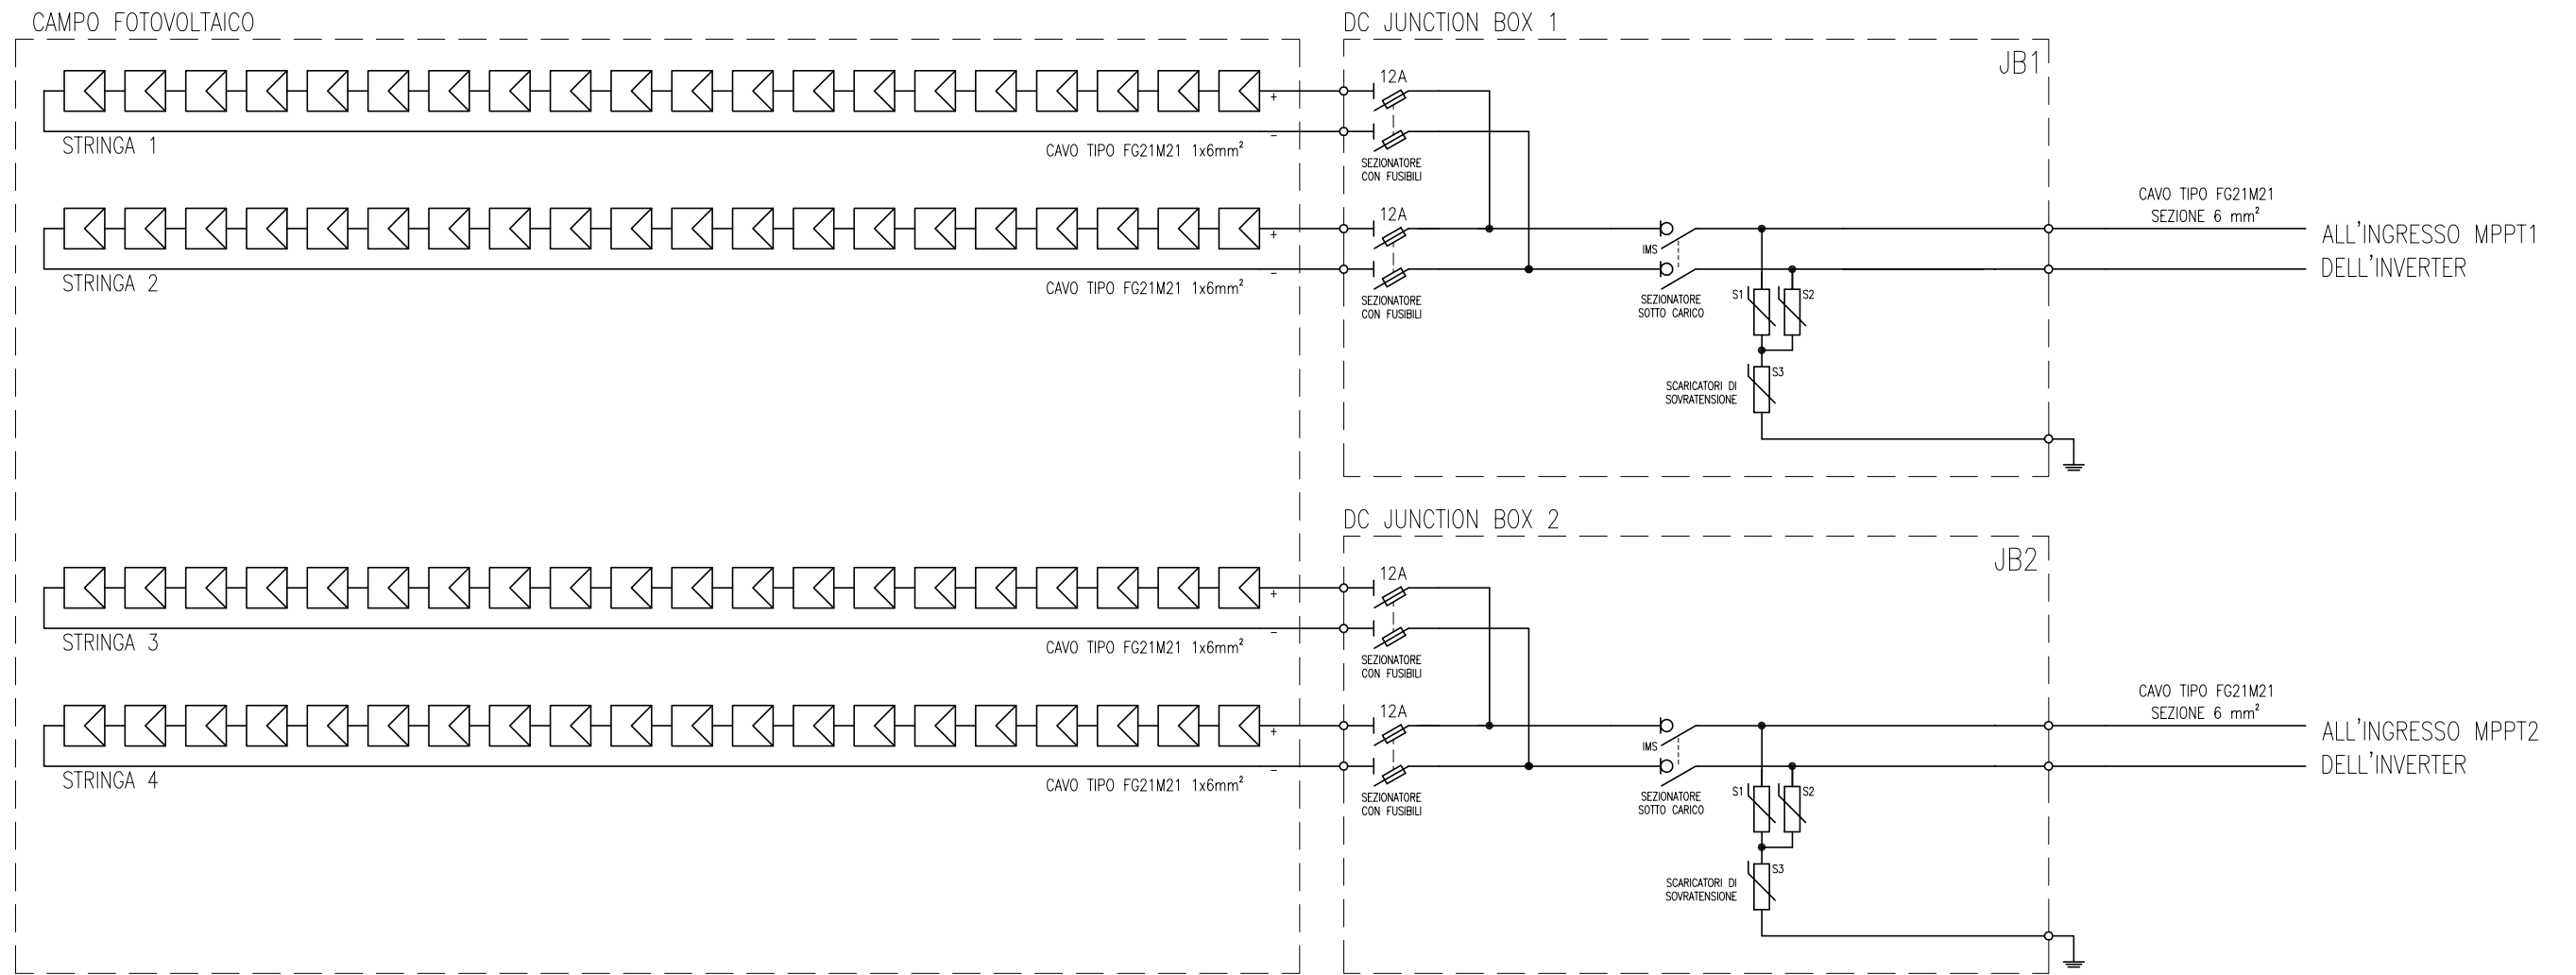 CAMPO FOTOVOLTAICO
DC JUNCTION BOX 1
JB1
12A
+
-
STRINGA 1
CAVO TIPO FG21M21 1x6mm²
SEZIONATORE
CON FUSIBILI
12A
+
-
STRINGA 2
CAVO TIPO FG21M21 1x6mm²
SEZIONATORE
CON FUSIBILI
IMS
SEZIONATORE
SOTTO CARICO
S1
S2
S3
SCARICATORI DI
SOVRATENSIONE
CAVO TIPO FG21M21
SEZIONE 6 mm²
ALL'INGRESSO MPPT1
DELL'INVERTER
DC JUNCTION BOX 2
JB2
12A
+
-
STRINGA 3
CAVO TIPO FG21M21 1x6mm²
SEZIONATORE
CON FUSIBILI
12A
+
-
STRINGA 4
CAVO TIPO FG21M21 1x6mm²
SEZIONATORE
CON FUSIBILI
IMS
SEZIONATORE
SOTTO CARICO
S1
S2
S3
SCARICATORI DI
SOVRATENSIONE
CAVO TIPO FG21M21
SEZIONE 6 mm²
ALL'INGRESSO MPPT2
DELL'INVERTER